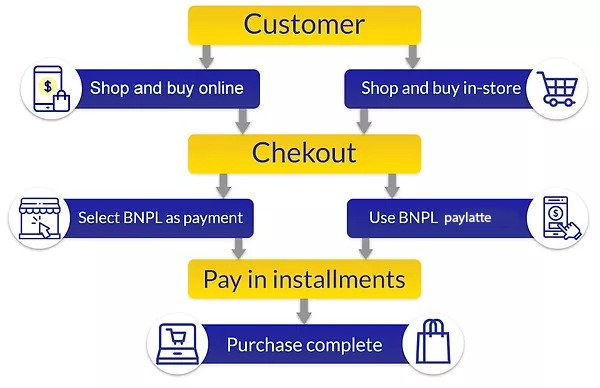 Customer
Shop and buy online
Shop and buy in-store
Chekout
Select BNPL as payment
Use BNPL paylatte
Pay in installments
Purchase complete